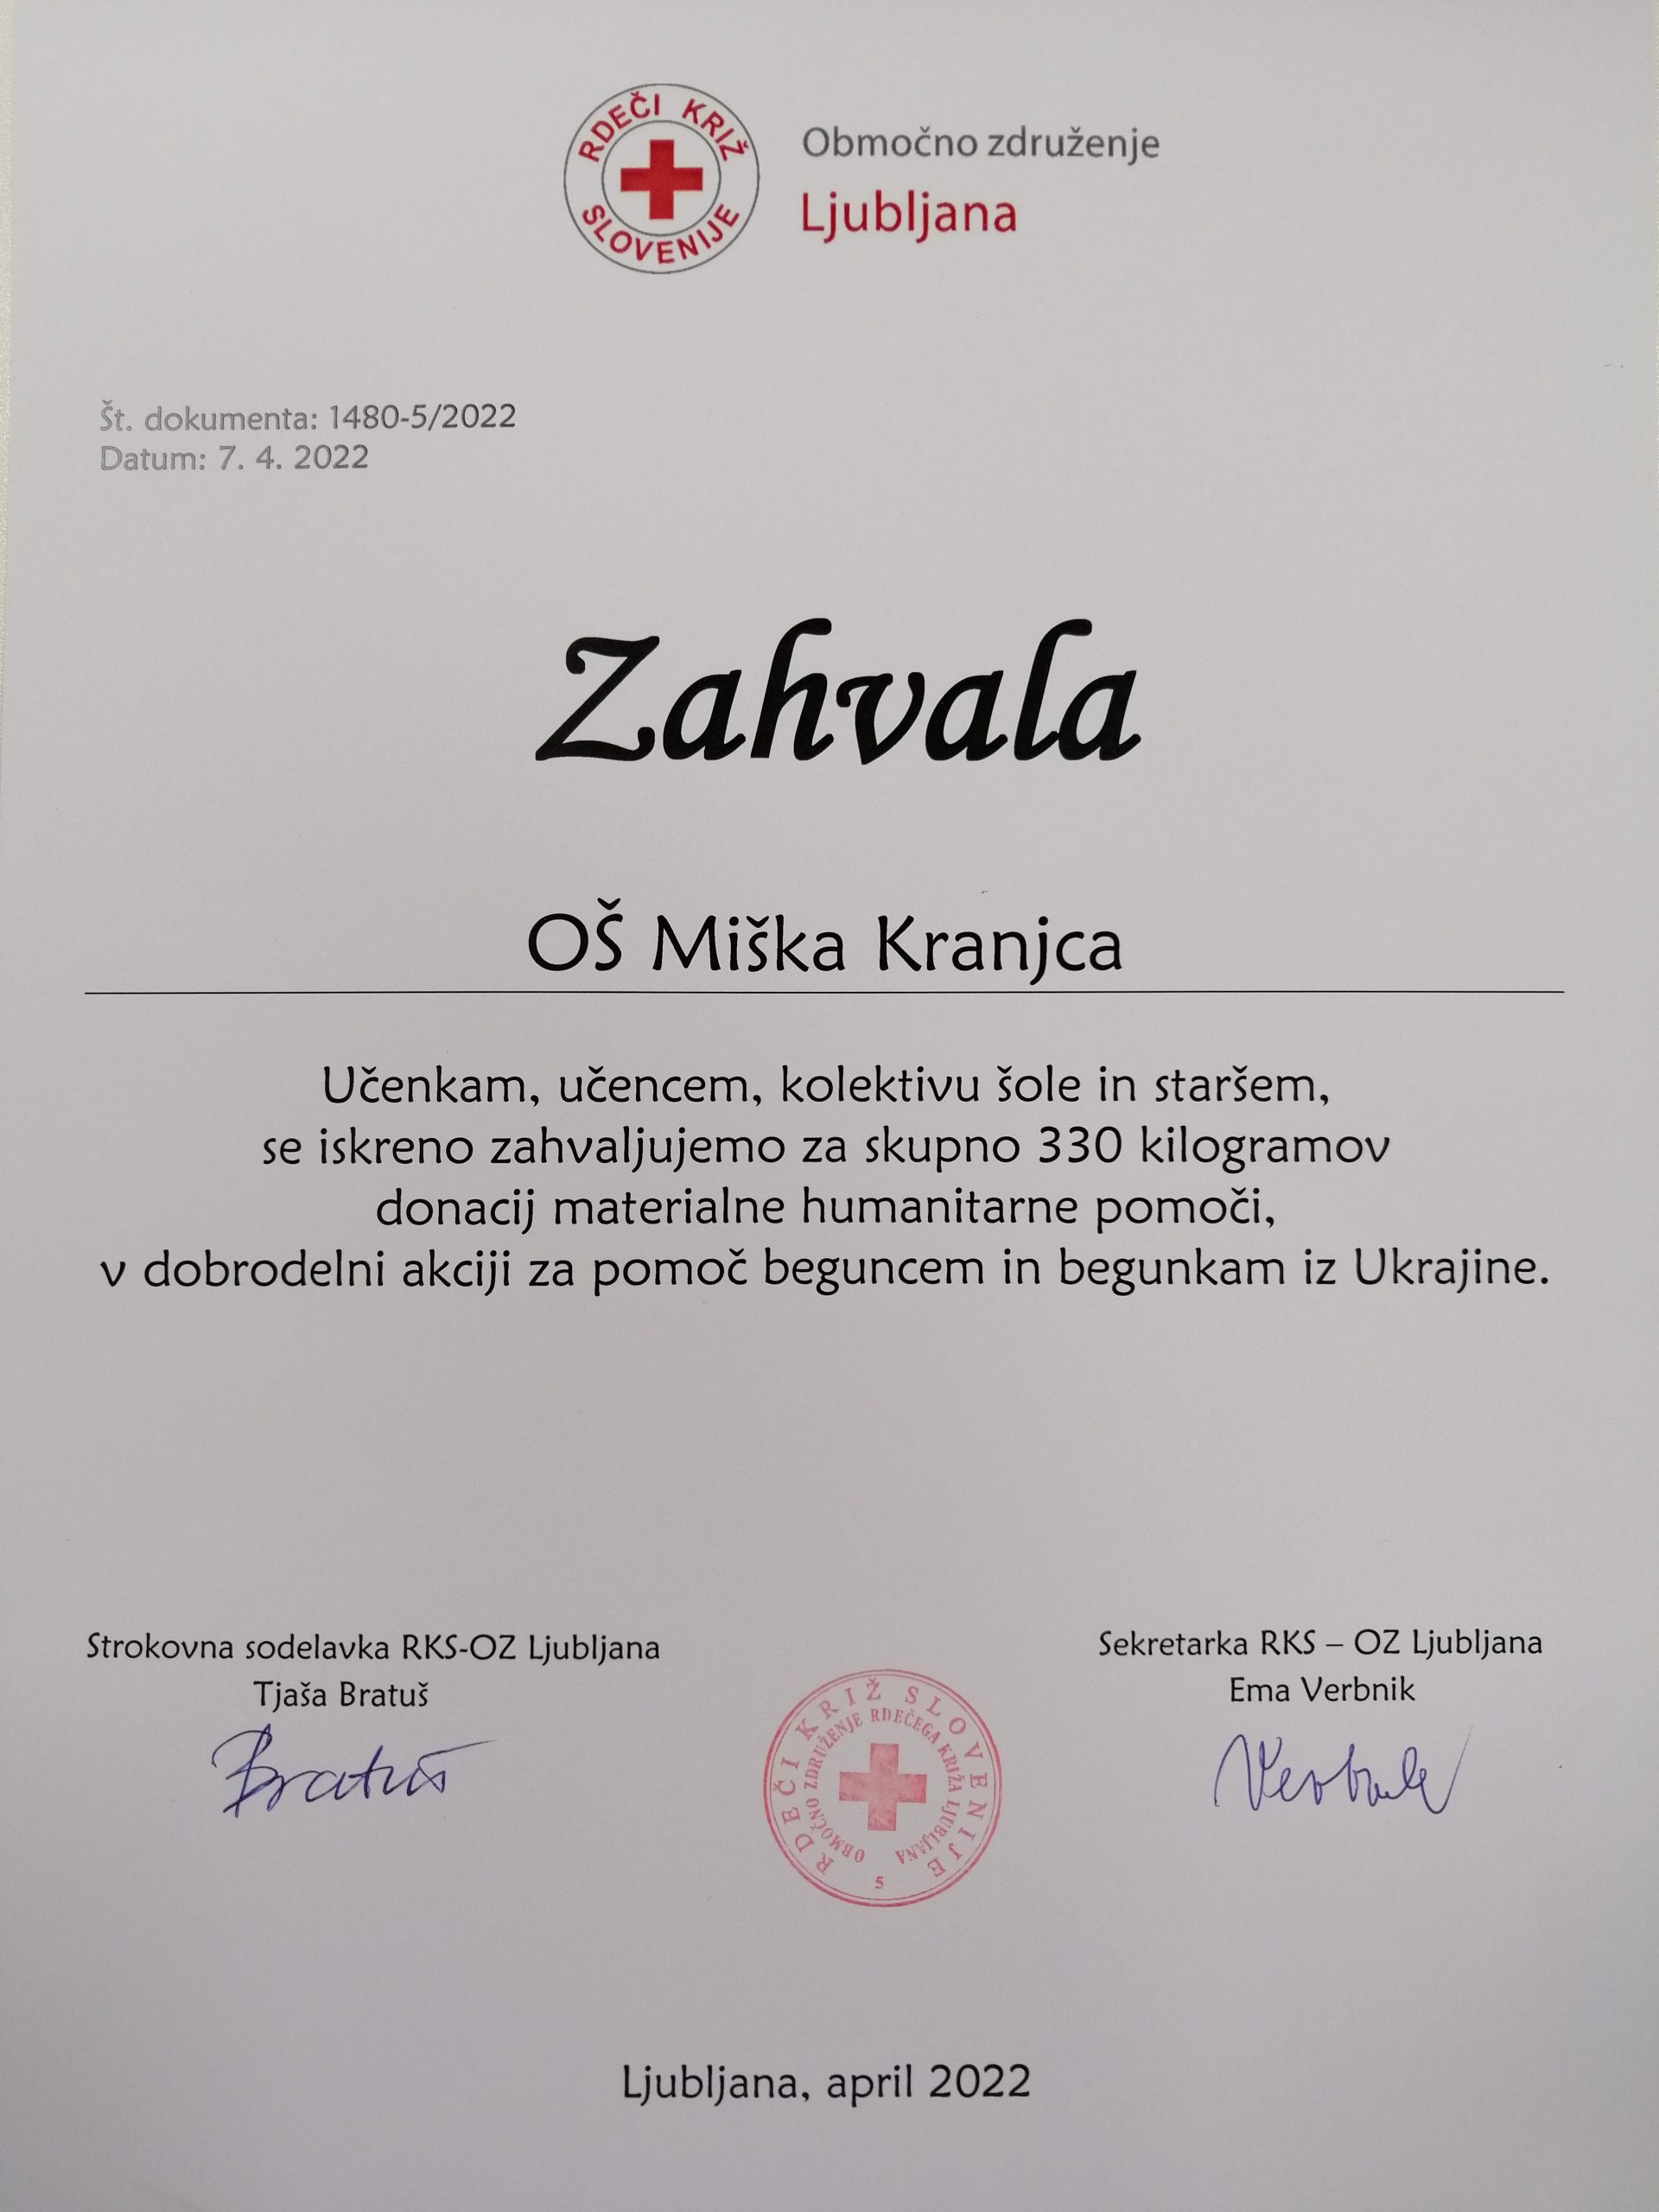 RDEČI KRIŽ
SLOVENIJE
Območno združenje
Ljubljana
Št. dokumenta: 1480-5/2022
Datum: 7. 4. 2022
Zahvala
OŠ Miška Kranjca
Učenkam, učencem, kolektivu šole in staršem,
se iskreno zahvaljujemo za skupno 330 kilogramov
donacij materialne humanitarne pomoči,
v dobrodelni akciji za pomoč beguncem in begunkam iz Ukrajine.
Strokovna sodelavka RKS-OZ Ljubljana
Tjaša Bratuš
Bratuš
Sekretarka RKS – OZ Ljubljana
Ema Verbnik
RDEČI KRIŽ SLOVENIJE
OBMOČNO ZDRUŽENJE RDEČEGA KRIŽA LJUBLJANA
5
Ljubljana, april 2022